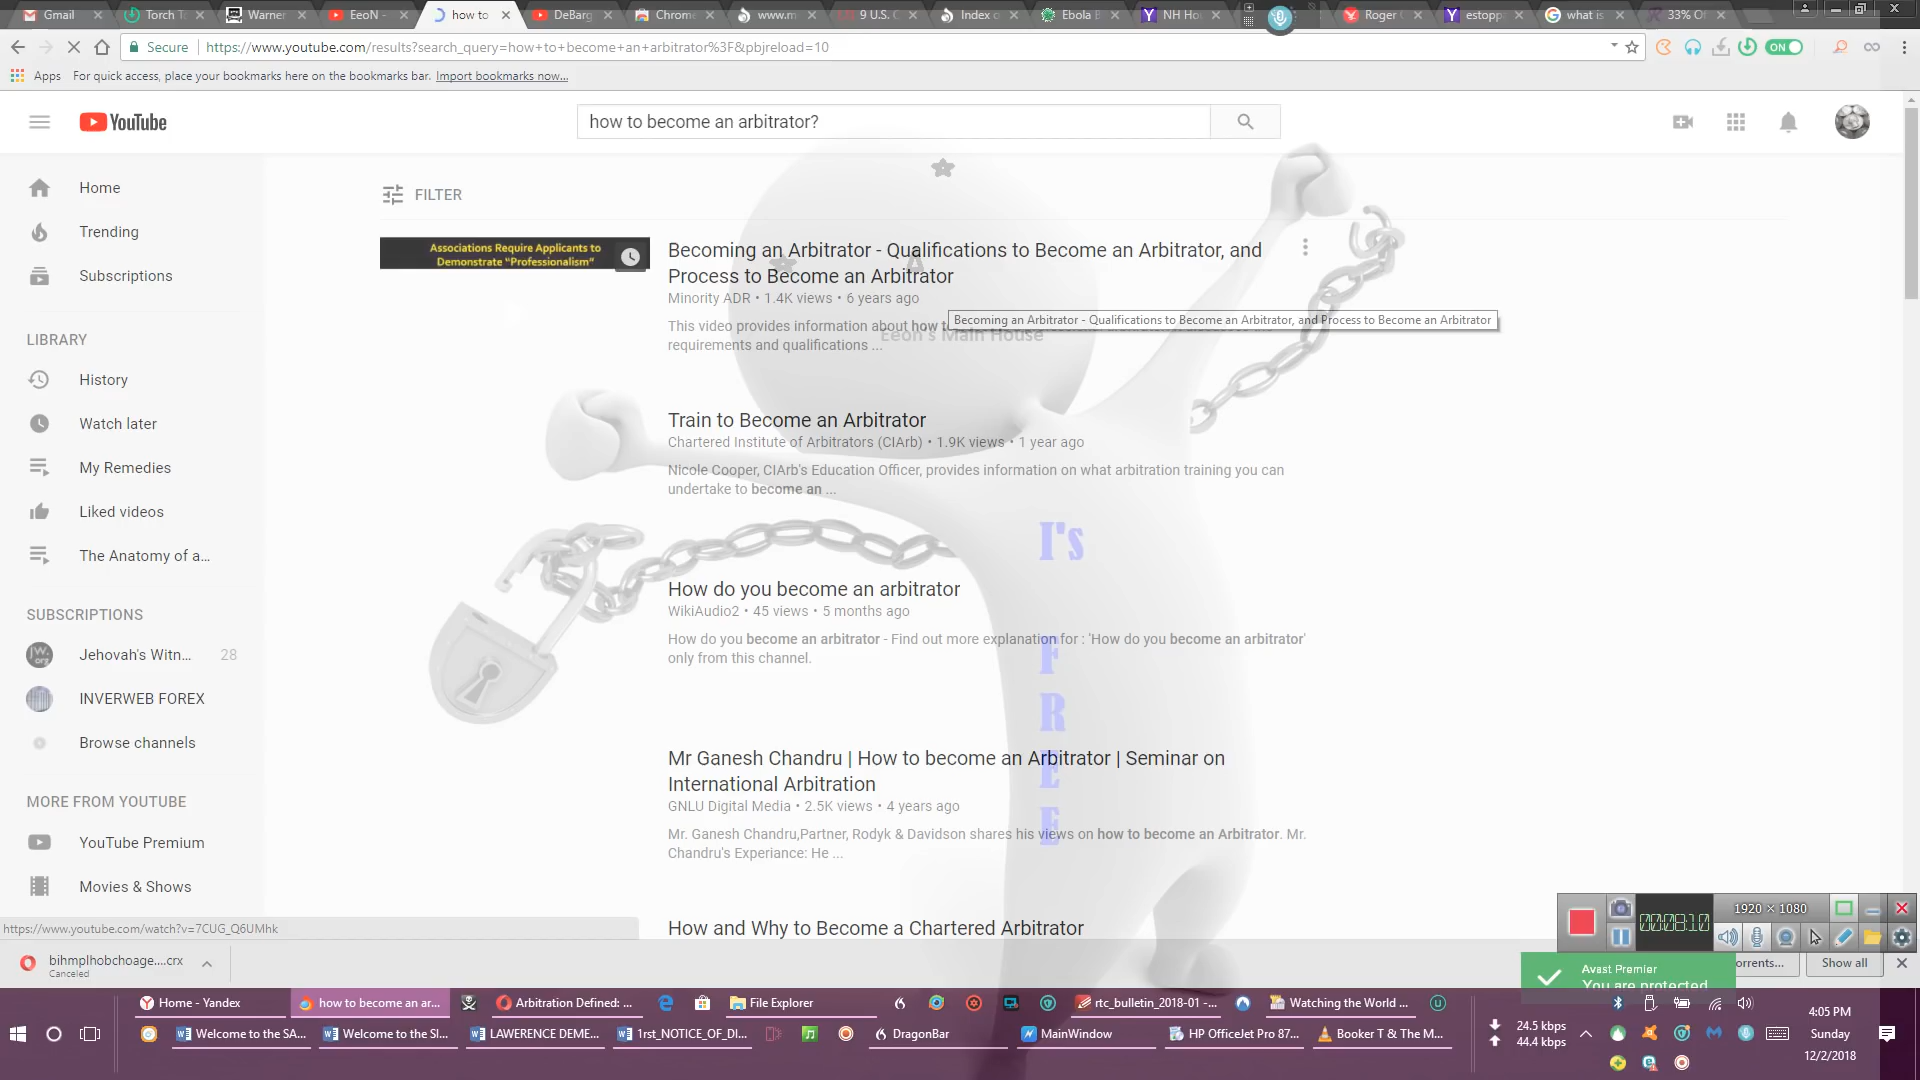 Gmail
Torch T
Warner
EeoN -
how to
DeBarg
Chrome
www.m
9 U.S. C
Index o
Ebola B
NH Ho
Roger
estopp
what is
33% O
Secure
https://www.youtube.com/results?search_query=how+to+become+an+arbitrator%3F&pbjreload=10
ON
Apps
For quick access, place your bookmarks here on the bookmarks bar. Import bookmarks now...
YouTube
how to become an arbitrator?
Home
Trending
Subscriptions
LIBRARY
History
Watch later
My Remedies
Liked videos
The Anatomy of a...
SUBSCRIPTIONS
Jehovah's Witn... 28
INVERWEB FOREX
Browse channels
MORE FROM YOUTUBE
YouTube Premium
Movies & Shows
FILTER
Associations Require Applicants to
Demonstrate "Professionalism"
Becoming an Arbitrator - Qualifications to Become an Arbitrator, and
Process to Become an Arbitrator
Minority ADR • 1.4K views • 6 years ago
This video provides information about how
requirements and qualifications ...
Becoming an Arbitrator - Qualifications to Become an Arbitrator, and Process to Become an Arbitrator
Eeon's Main House
Train to Become an Arbitrator
Chartered Institute of Arbitrators (CIArb) • 1.9K views • 1 year ago
Nicole Cooper, CIArb's Education Officer, provides information on what arbitration training you can
undertake to become an ...
How do you become an arbitrator
WikiAudio2 • 45 views • 5 months ago
How do you become an arbitrator - Find out more explanation for : 'How do you become an arbitrator'
only from this channel.
Mr Ganesh Chandru | How to become an Arbitrator | Seminar on
International Arbitration
GNLU Digital Media • 2.5K views • 4 years ago
Mr. Ganesh Chandru,Partner, Rodyk & Davidson shares his views on how to become an Arbitrator. Mr.
Chandru's Experiance: He ...
How and Why to Become a Chartered Arbitrator
I's
F
R
E
E
https://www.youtube.com/watch?v=7CUG_Q6UMhk
bihmplhobchoage....crx
Canceled
1920 × 1080
00:08:10
Avast Premier
You are protected
orrents...
Show all
Home - Yandex
how to become an ar...
Arbitration Defined: ...
File Explorer
rtc_bulletin_2018-01 -...
Watching the World ...
Welcome to the SA...
Welcome to the SI...
LAWERENCE DEME...
1rst_NOTICE_OF_DI...
DragonBar
MainWindow
HP OfficeJet Pro 87...
Booker T & The M...
24.5 kbps
44.4 kbps
4:05 PM
Sunday
12/2/2018